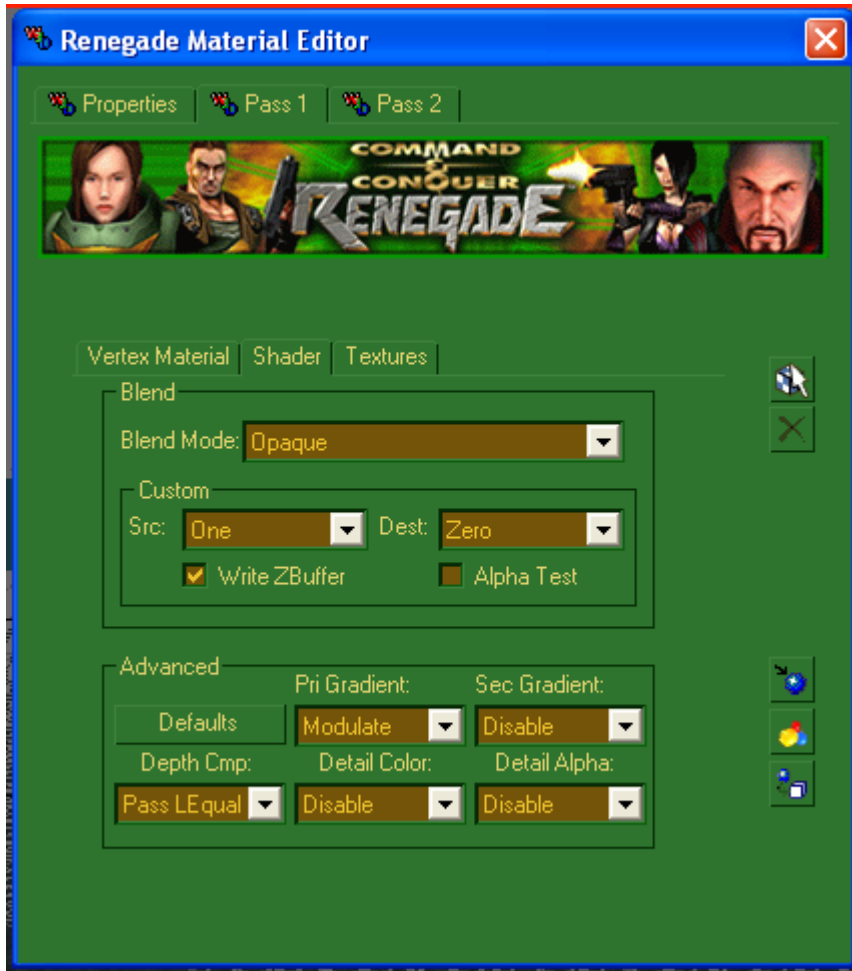 Renegade Material Editor
Properties Pass 1 Pass 2
COMMAND
&
CONQUER
RENEGADE
Vertex Material Shader Textures
Blend
Blend Mode: Opaque
Custom
Src: One Dest: Zero
Write ZBuffer Alpha Test
Advanced
Pri Gradient: Sec Gradient:
Defaults Modulate Disable
Depth Cmp: Detail Color: Detail Alpha:
Pass LEqual Disable Disable